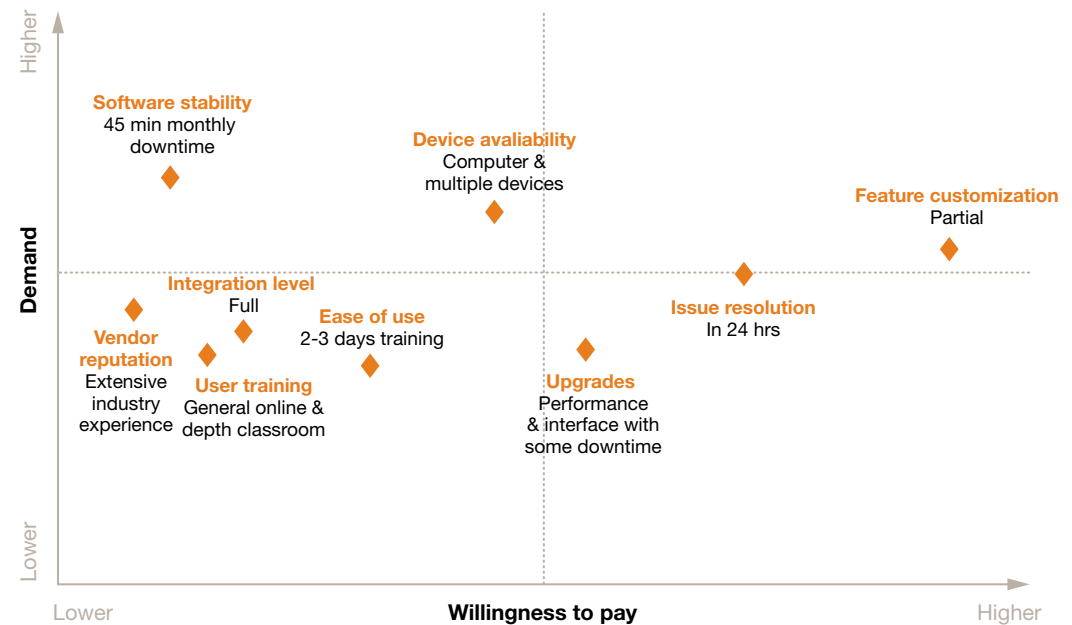 Higher
Software stability
45 min monthly
downtime
Device avaliability
Computer &
multiple devices
Feature customization
Partial
Demand
Integration level
Full
Ease of use
2-3 days training
Issue resolution
In 24 hrs
Vendor
reputation
Extensive
industry
experience
User training
General online &
depth classroom
Upgrades
Performance
& interface with
some downtime
Lower
Lower
Willingness to pay
Higher